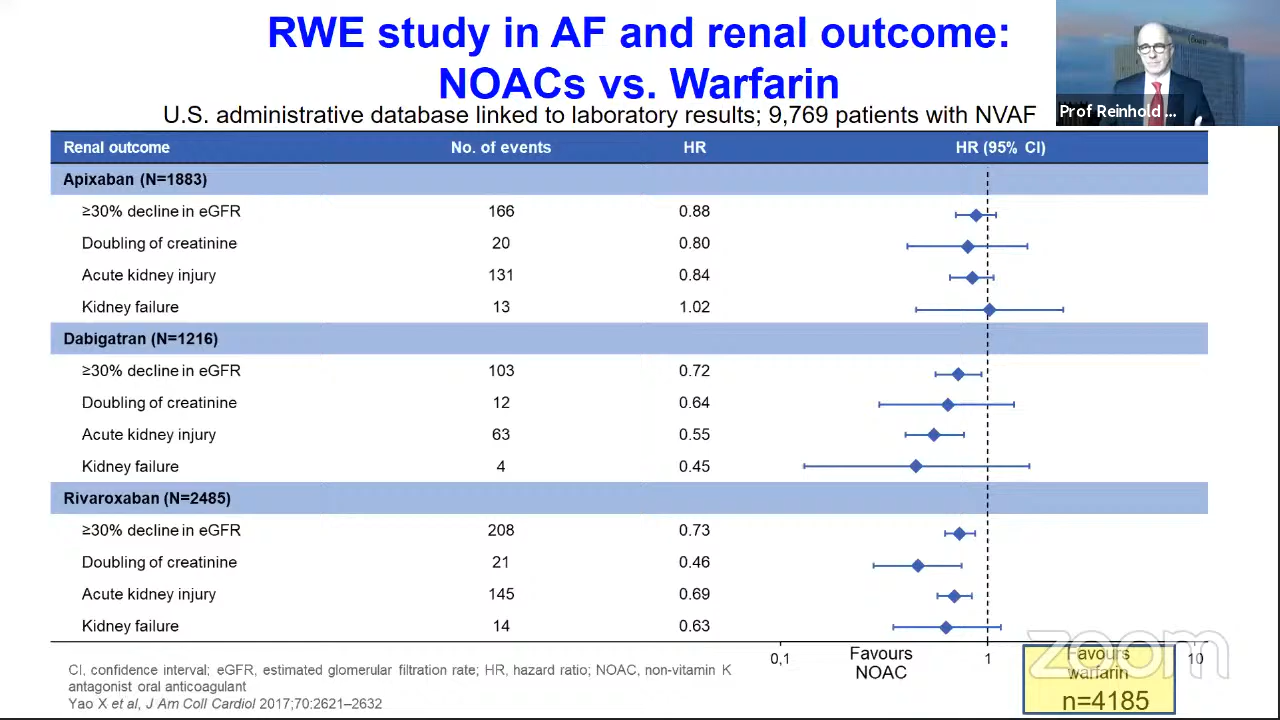 RWE study in AF and renal outcome:
NOACs vs. Warfarin
U.S. administrative database linked to laboratory results; 9,769 patients with NVAF
Prof Reinhold ...
Renal outcome No. of events HR HR (95% CI)
Apixaban (N=1883)
≥30% decline in eGFR 166 0.88
Doubling of creatinine 20 0.80
Acute kidney injury 131 0.84
Kidney failure 13 1.02
Dabigatran (N=1216)
≥30% decline in eGFR 103 0.72
Doubling of creatinine 12 0.64
Acute kidney injury 63 0.55
Kidney failure 4 0.45
Rivaroxaban (N=2485)
≥30% decline in eGFR 208 0.73
Doubling of creatinine 21 0.46
Acute kidney injury 145 0.69
Kidney failure 14 0.63
0,1 1 10
Favours
NOAC
Favours
warfarin
n=4185
zoom
CI, confidence interval; eGFR, estimated glomerular filtration rate; HR, hazard ratio; NOAC, non-vitamin K
antagonist oral anticoagulant
Yao X et al, J Am Coll Cardiol 2017;70:2621–2632